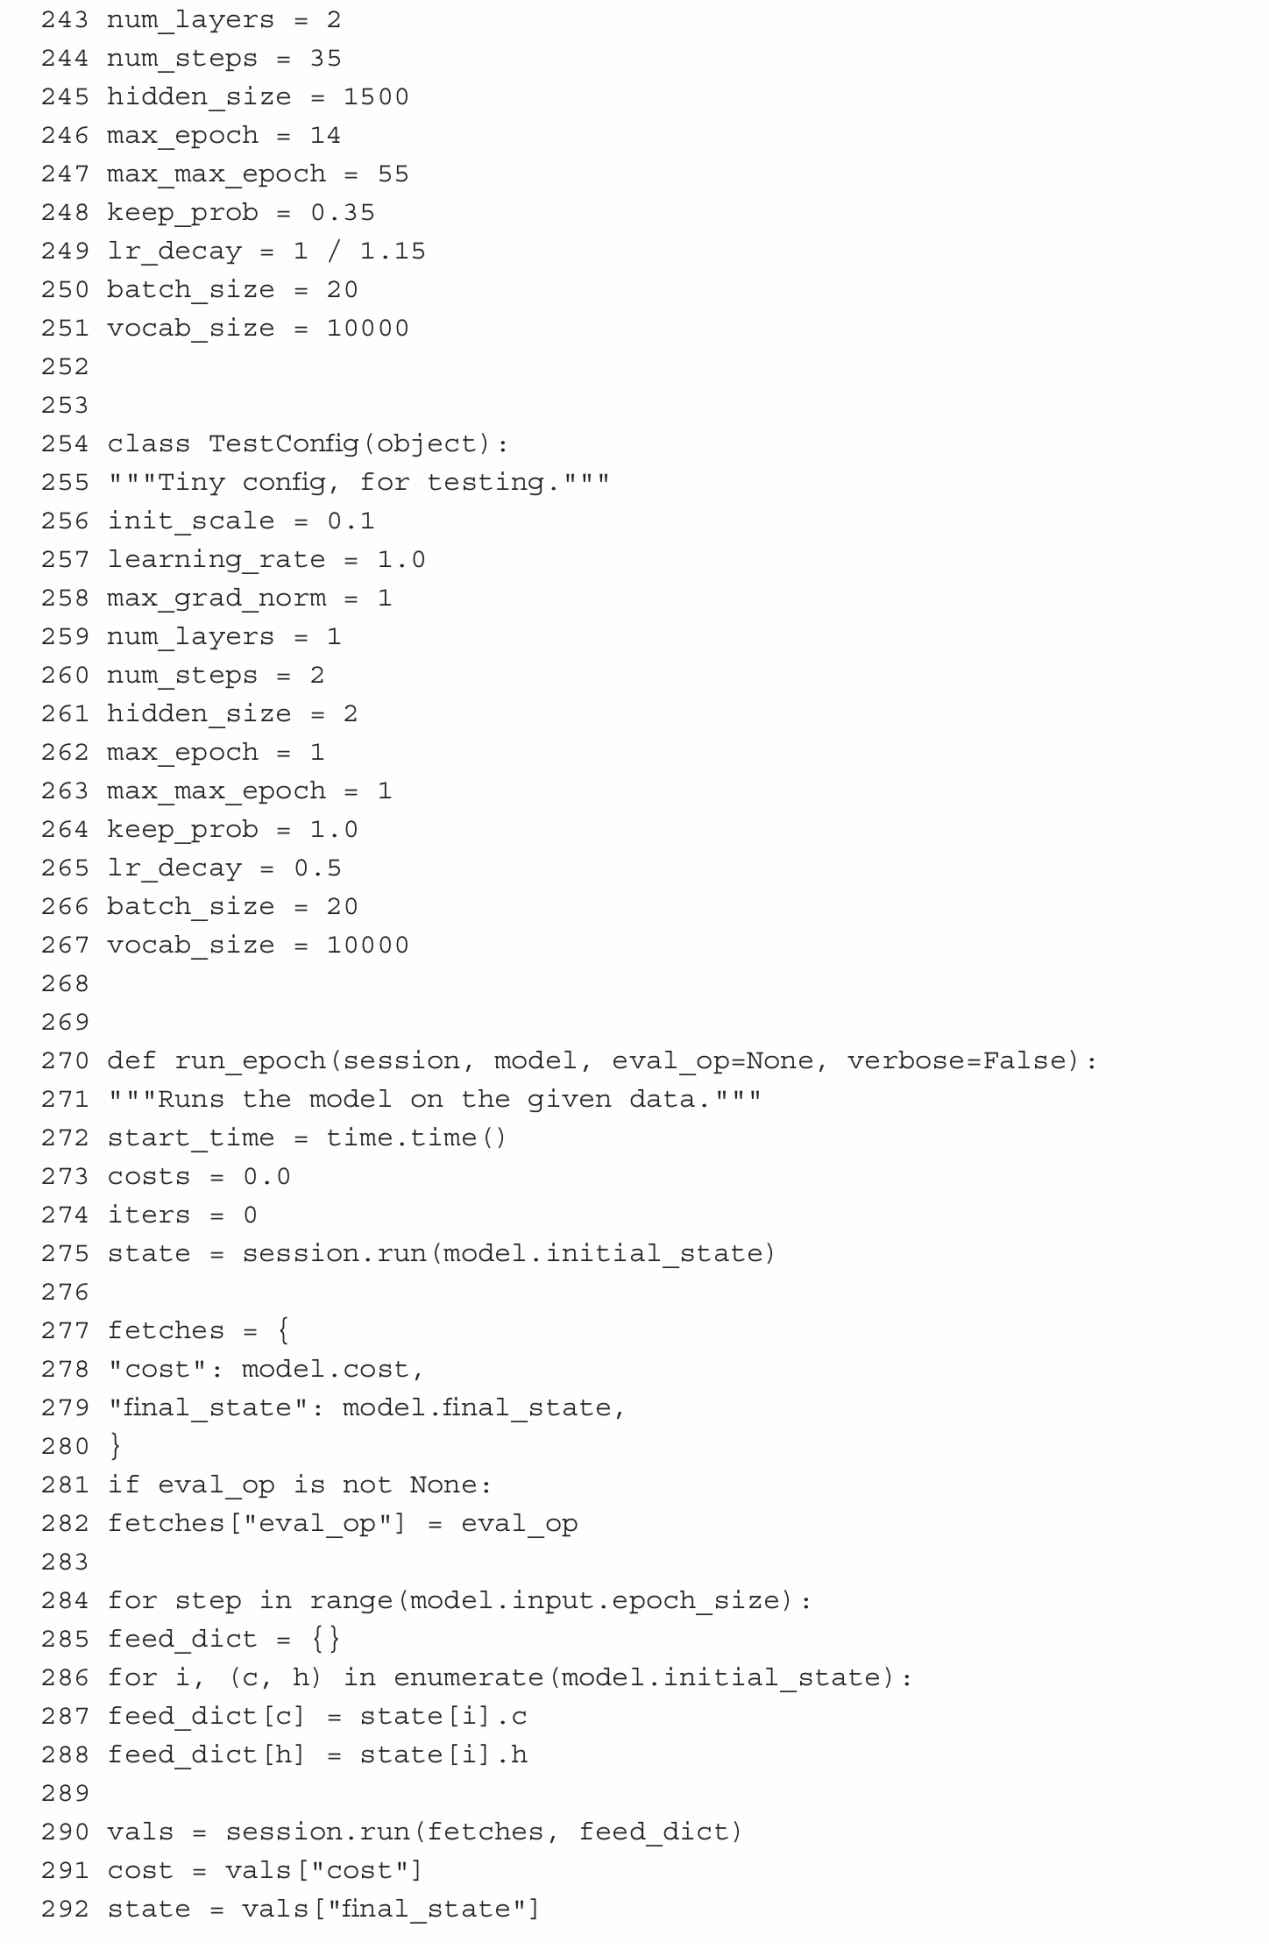 243 num_layers = 2
244 num_steps = 35
245 hidden_size = 1500
246 max_epoch = 14
247 max_max_epoch = 55
248 keep_prob = 0.35
249 lr_decay = 1 / 1.15
250 batch_size = 20
251 vocab_size = 10000
252
253
254 class TestConfig(object):
255 """Tiny config, for testing."""
256 init_scale = 0.1
257 learning_rate = 1.0
258 max_grad_norm = 1
259 num_layers = 1
260 num_steps = 2
261 hidden_size = 2
262 max_epoch = 1
263 max_max_epoch = 1
264 keep_prob = 1.0
265 lr_decay = 0.5
266 batch_size = 20
267 vocab_size = 10000
268
269
270 def run_epoch(session, model, eval_op=None, verbose=False):
271 """Runs the model on the given data."""
272 start_time = time.time()
273 costs = 0.0
274 iters = 0
275 state = session.run(model.initial_state)
276
277 fetches = {
278 "cost": model.cost,
279 "final_state": model.final_state,
280 }
281 if eval_op is not None:
282 fetches["eval_op"] = eval_op
283
284 for step in range(model.input.epoch_size):
285 feed_dict = {}
286 for i, (c, h) in enumerate(model.initial_state):
287 feed_dict[c] = state[i].c
288 feed_dict[h] = state[i].h
289
290 vals = session.run(fetches, feed_dict)
291 cost = vals["cost"]
292 state = vals["final_state"]